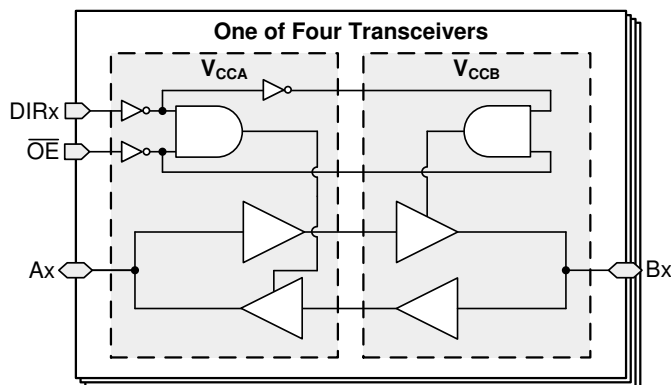 One of Four Transceivers
VCCA
VCCB
DIRx
OE
Ax
Bx